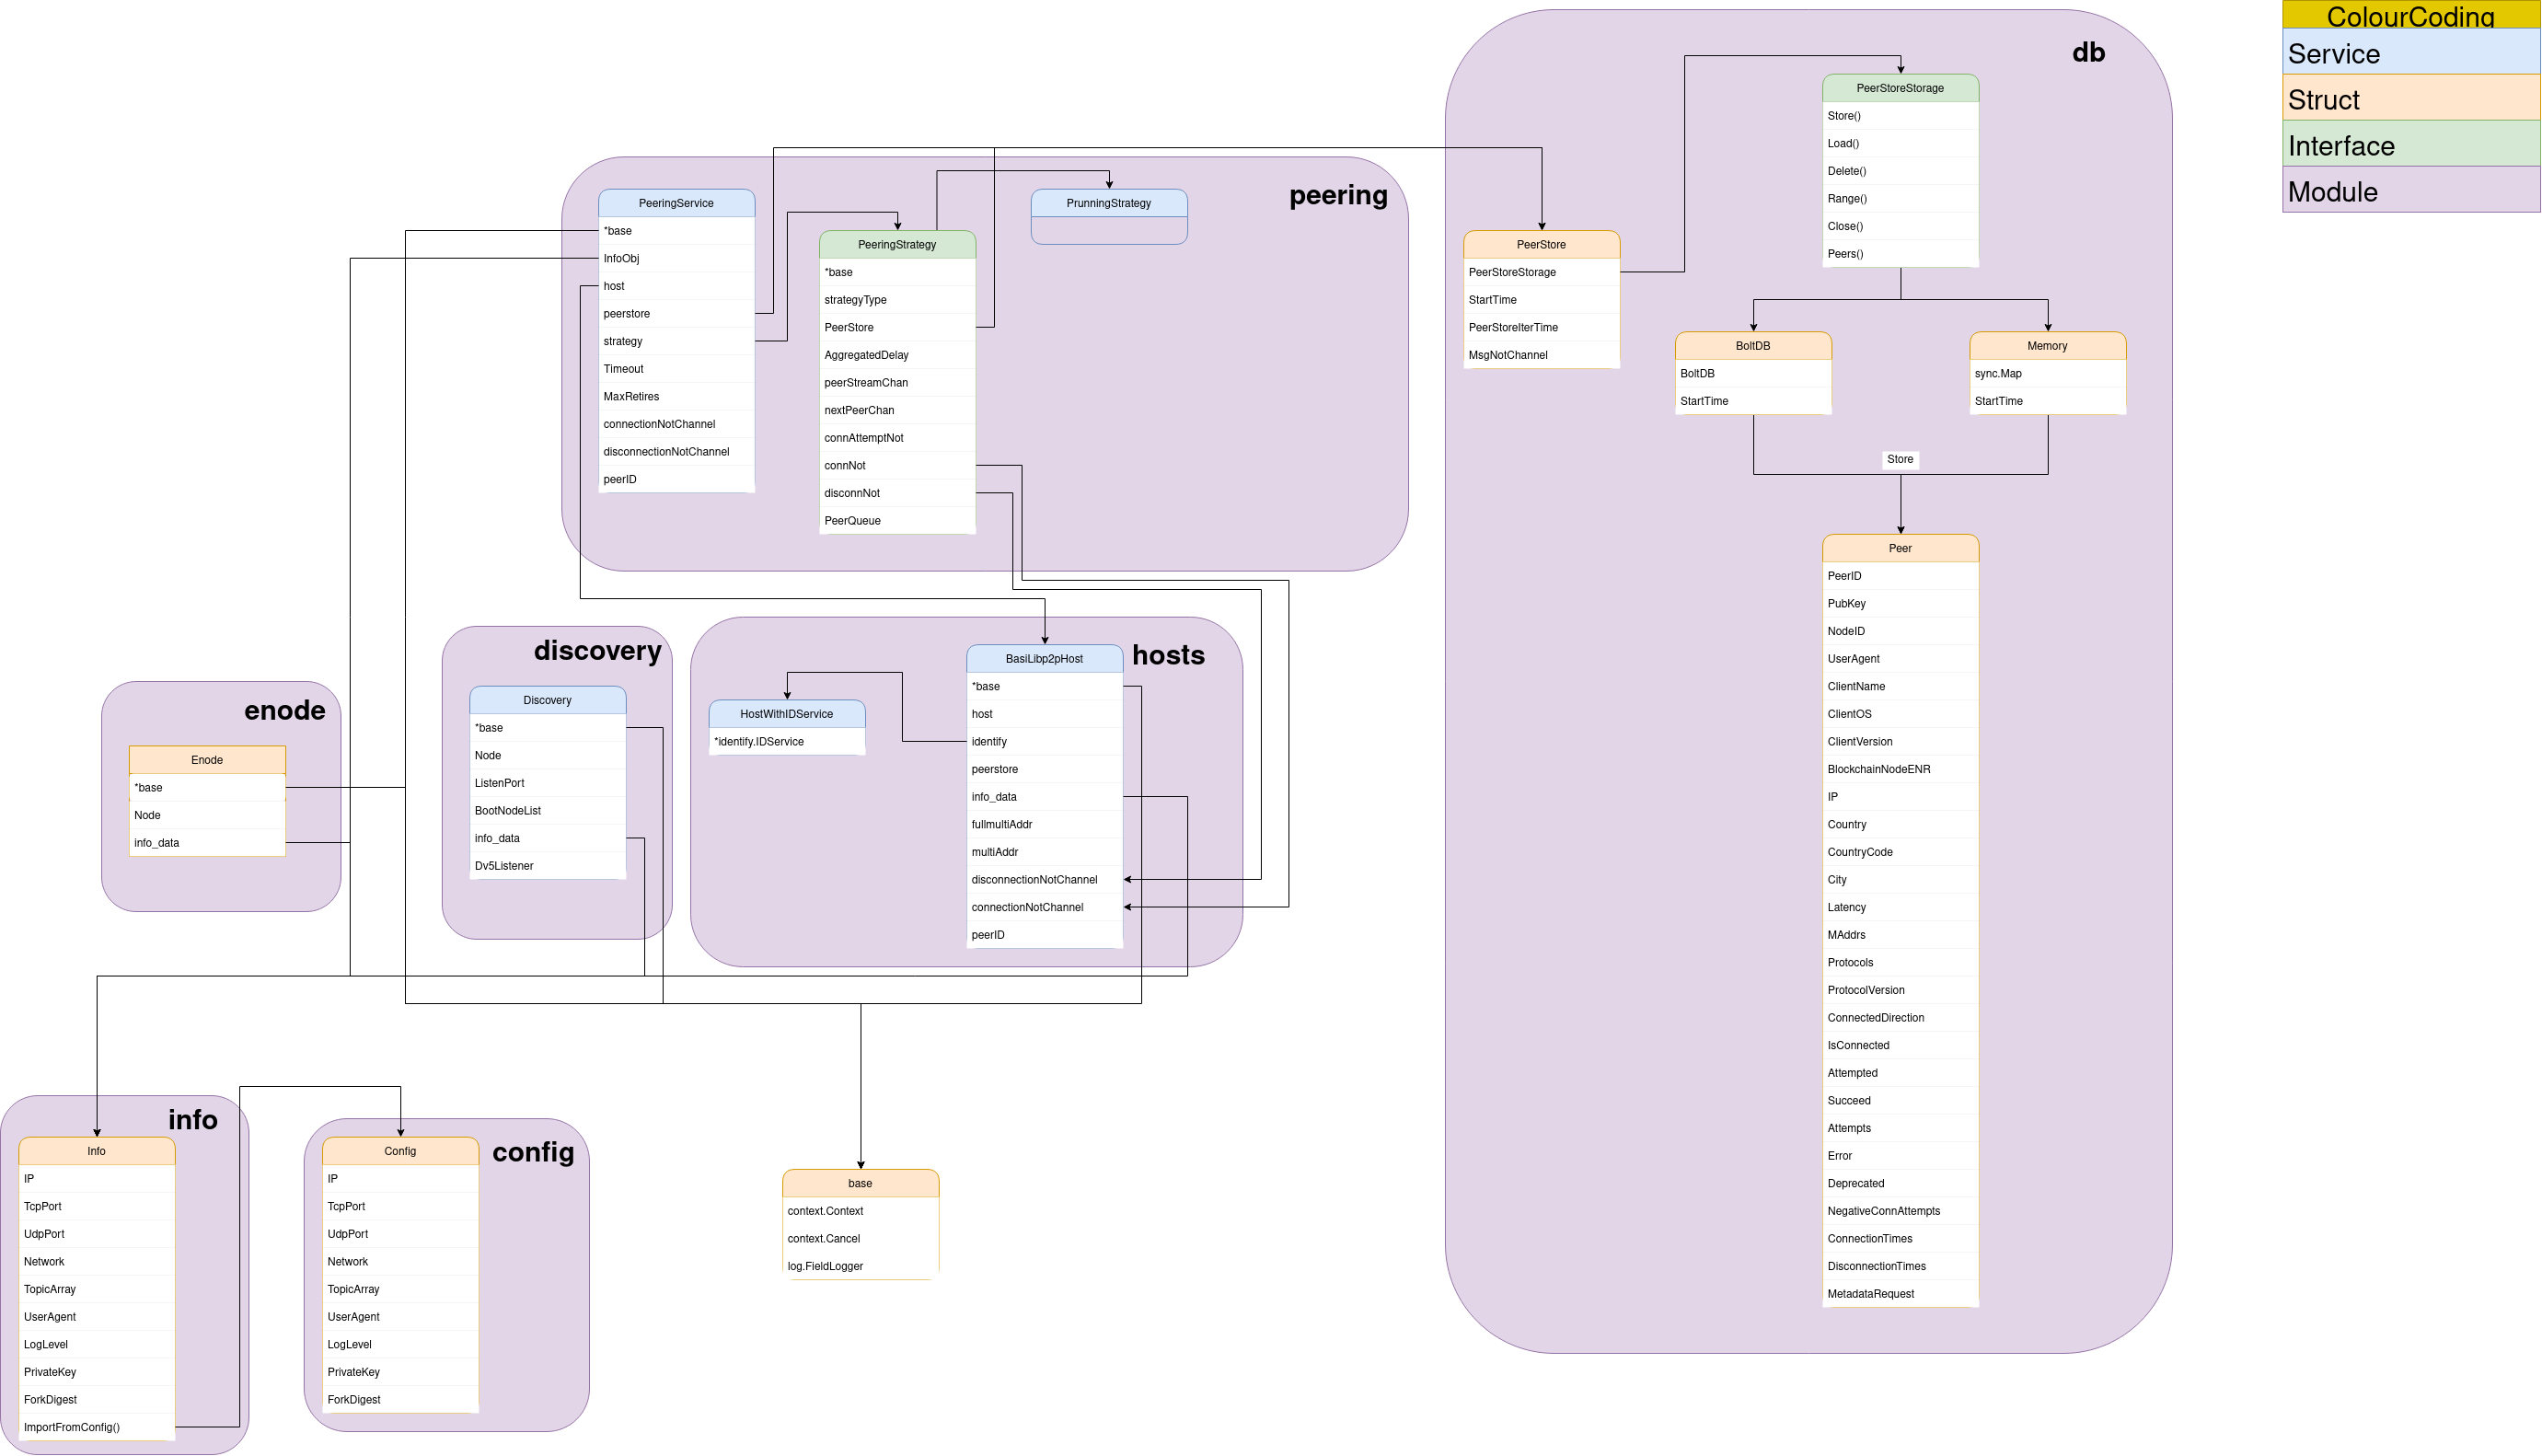 ColourCoding
Service
Struct
Interface
Module
db
PeerStoreStorage
Store()
Load()
Delete()
Range()
Close()
Peers()
PeerStore
PeerStoreStorage
StartTime
PeerStoreIterTime
MsgNotChannel
BoltDB
BoltDB
StartTime
Memory
sync.Map
StartTime
Store
Peer
PeerID
PubKey
NodeID
UserAgent
ClientName
ClientOS
ClientVersion
BlockchainNodeENR
IP
Country
CountryCode
City
Latency
MAddrs
Protocols
ProtocolVersion
ConnectedDirection
IsConnected
Attempted
Succeed
Attempts
Error
Deprecated
NegativeConnAttempts
ConnectionTimes
DisconnectionTimes
MetadataRequest
peering
PeeringService
*base
InfoObj
host
peerstore
strategy
Timeout
MaxRetires
connectionNotChannel
disconnectionNotChannel
peerID
PeeringStrategy
*base
strategyType
PeerStore
AggregatedDelay
peerStreamChan
nextPeerChan
connAttemptNot
connNot
disconnNot
PeerQueue
PrunningStrategy
discovery
Discovery
*base
Node
ListenPort
BootNodeList
info_data
Dv5Listener
hosts
HostWithIDService
*identify.IDService
BasiLibp2pHost
*base
host
identify
peerstore
info_data
fullmultiAddr
multiAddr
disconnectionNotChannel
connectionNotChannel
peerID
enode
Enode
*base
Node
info_data
info
Info
IP
TcpPort
UdpPort
Network
TopicArray
UserAgent
LogLevel
PrivateKey
ForkDigest
ImportFromConfig()
config
Config
IP
TcpPort
UdpPort
Network
TopicArray
UserAgent
LogLevel
PrivateKey
ForkDigest
base
context.Context
context.Cancel
log.FieldLogger